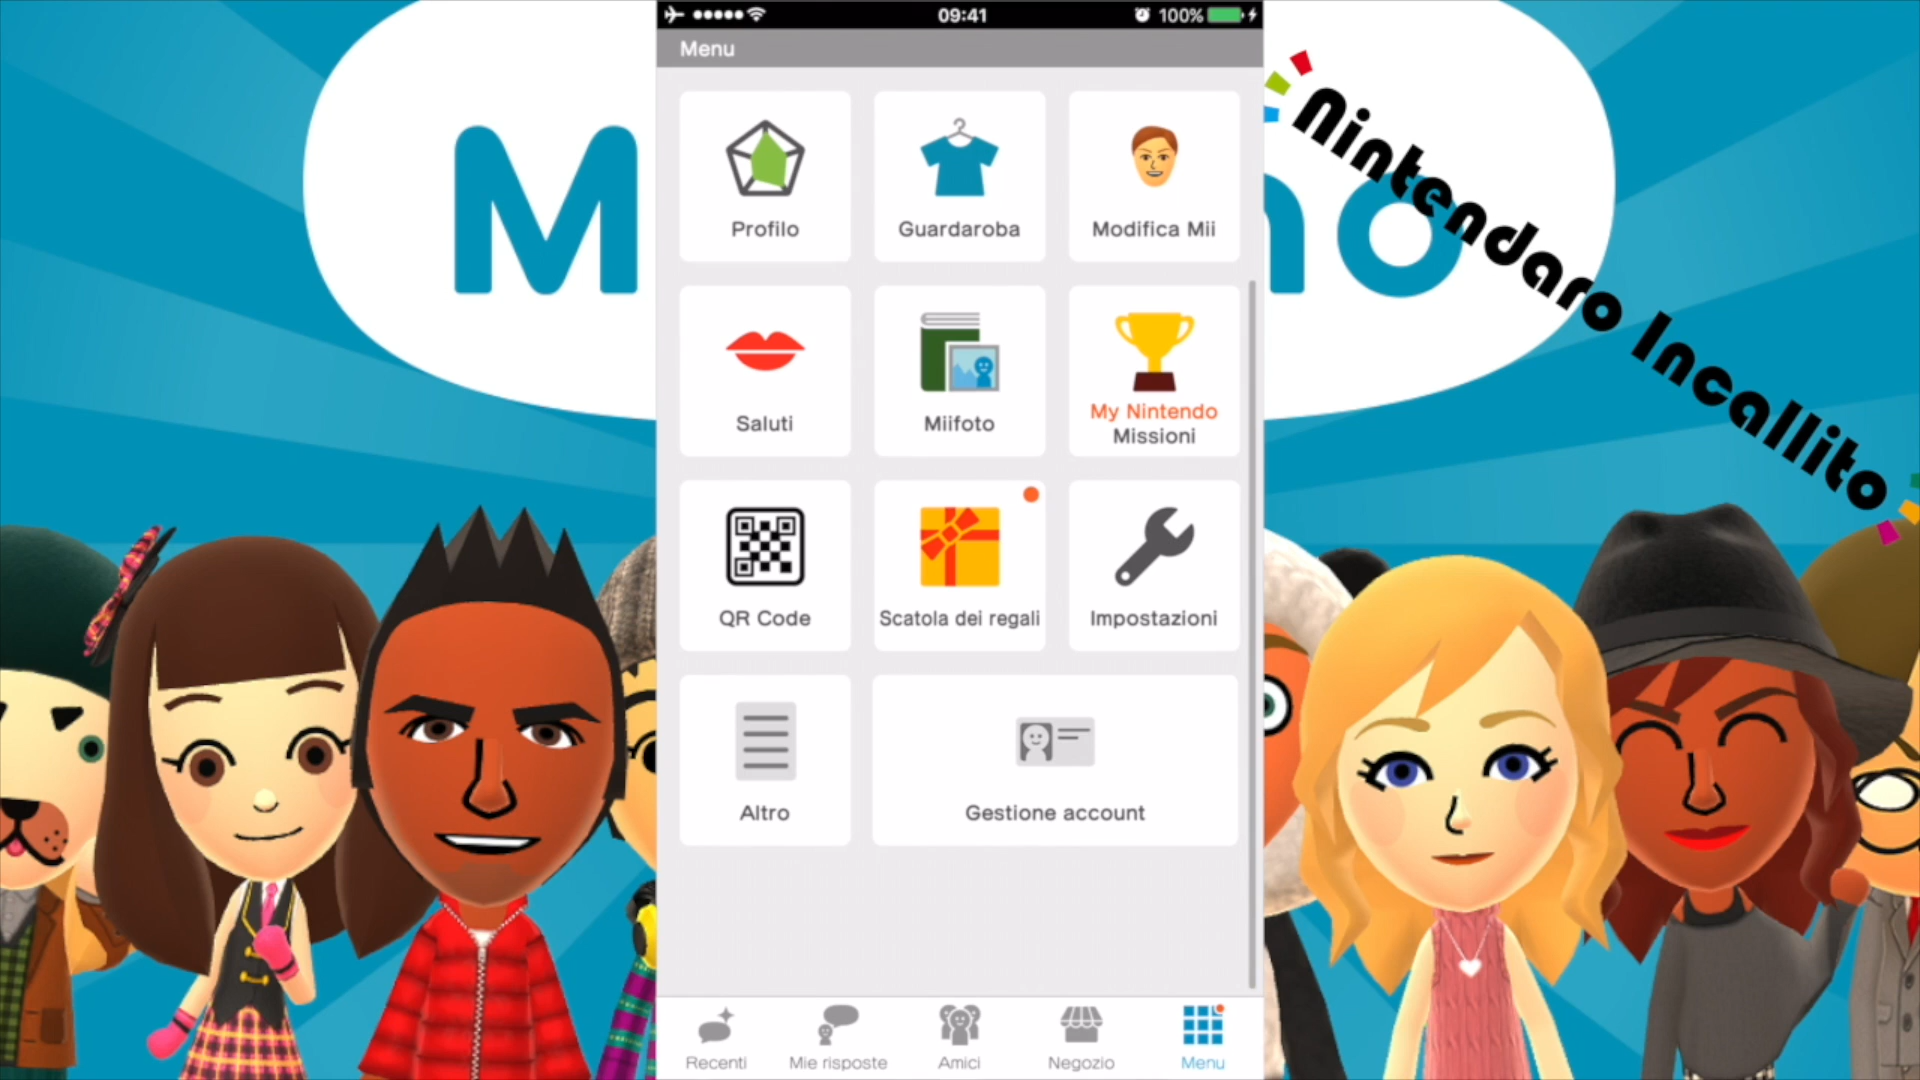 09:41
100%
Menu
M
no
Nintendaro Incallito
Profilo
Guardaroba
Modifica Mii
Saluti
Miifoto
My Nintendo
Missioni
QR Code
Scatola dei regali
Impostazioni
Altro
Gestione account
Recenti
Mie risposte
Amici
Negozio
Menu